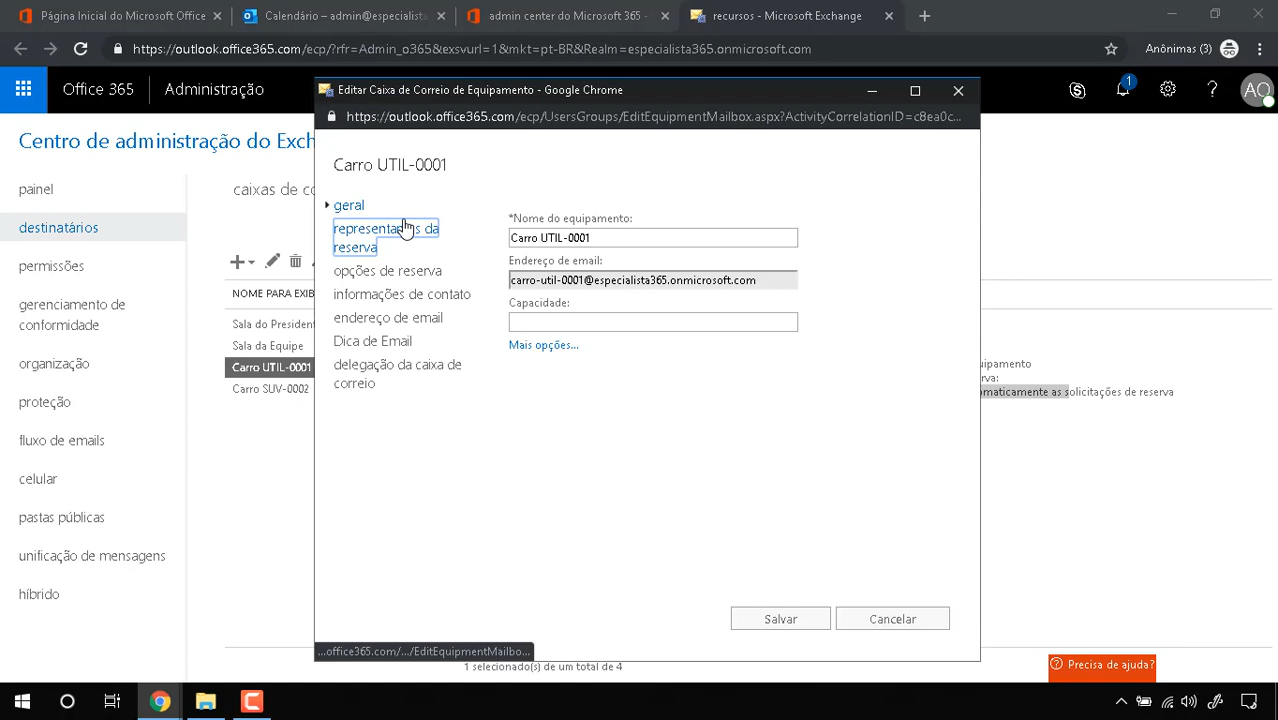 Página Inicial do Microsoft Office
Calendário – admin@especialista
admin center do Microsoft 365 -
recursos - Microsoft Exchange
https://outlook.office365.com/ecp/?rfr=Admin_o365&exsvurl=1&mkt=pt-BR&Realm=especialista365.onmicrosoft.com
Anônimas (3)
Office 365
Administração
1
AO
Editar Caixa de Correio de Equipamento - Google Chrome
https://outlook.office365.com/ecp/UsersGroups/EditEquipmentMailbox.aspx?ActivityCorrelationID=c8ea0c...
Centro de administração do Exch
painel
destinatários
permissões
gerenciamento de
conformidade
organização
proteção
fluxo de emails
celular
pastas públicas
unificação de mensagens
híbrido
caixas de co
NOME PARA EXIB
Sala do President
Sala da Equipe
Carro UTIL-0001
Carro SUV-0002
Carro UTIL-0001
geral
representantes da
reserva
opções de reserva
informações de contato
endereço de email
Dica de Email
delegação da caixa de
correio
*Nome do equipamento:
Carro UTIL-0001
Endereço de email:
carro-util-0001@especialista365.onmicrosoft.com
Capacidade:
Mais opções...
Salvar
Cancelar
uipamento
rva:
omaticamente as solicitações de reserva
...office365.com/.../EditEquipmentMailbo...
1 selecionado(s) de um total de 4
Precisa de ajuda?